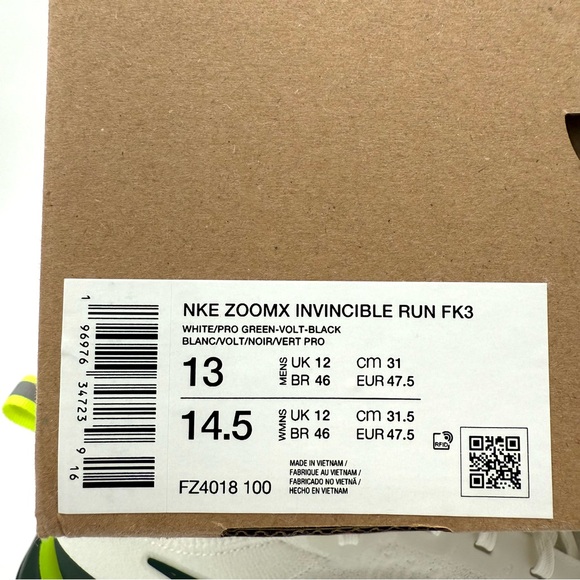 NKE ZOOMX INVINCIBLE RUN FK3
WHITE/PRO GREEN-VOLT-BLACK
BLANC/VOLT/NOIR/VERT PRO
13 MENS UK 12 CM 31
BR 46 EUR 47.5
14.5 WMNS UK 12 CM 31.5
BR 46 EUR 47.5
RFID
MADE IN VIETNAM /
FABRIQUE AU VIETNAM /
FABRICADO NO VIETNÃ /
HECHO EN VIETNAM
FZ4018 100
1 96976 34723 9 16